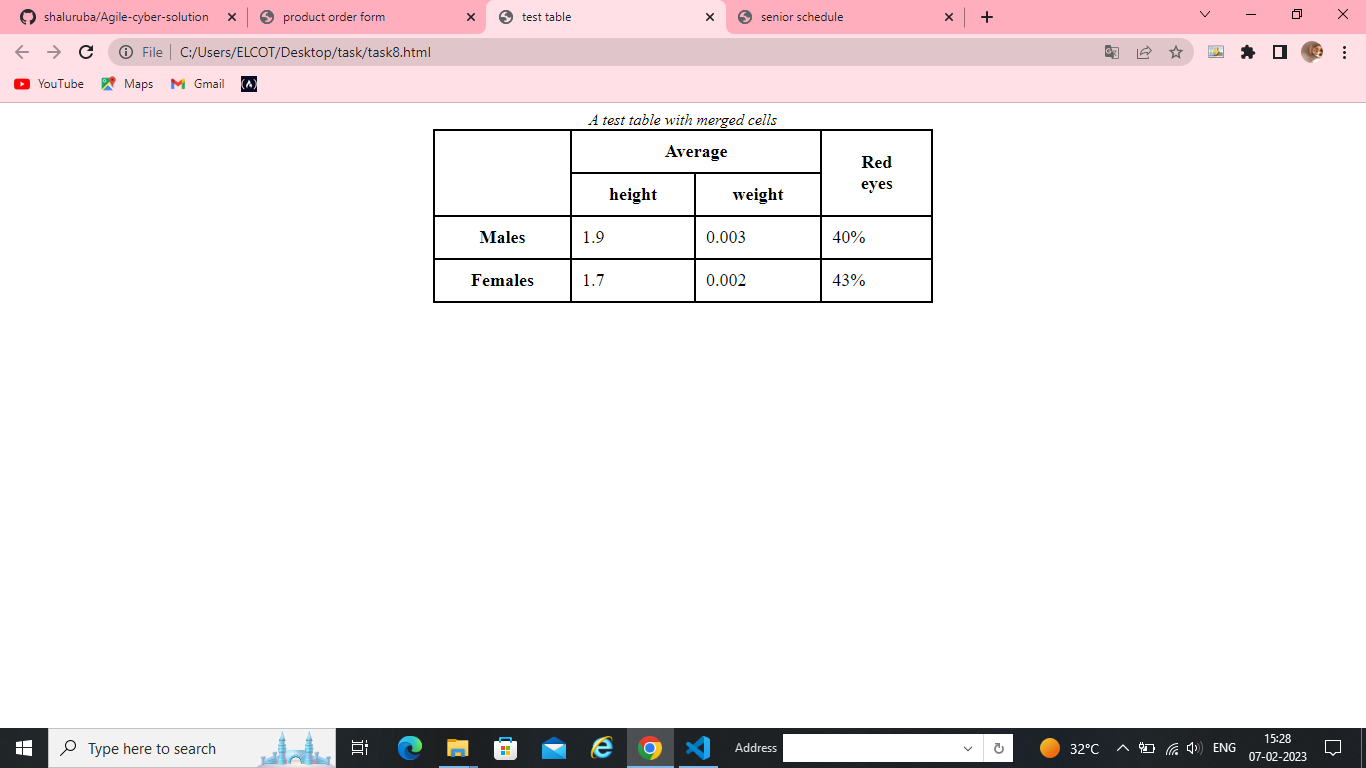 shaluruba/Agile-cyber-solution product order form test table senior schedule
File C:/Users/ELCOT/Desktop/task/task8.html
YouTube Maps Gmail
A test table with merged cells
Average Red
eyes
height weight
Males 1.9 0.003 40%
Females 1.7 0.002 43%
Type here to search Address 32°C ENG 15:28
07-02-2023